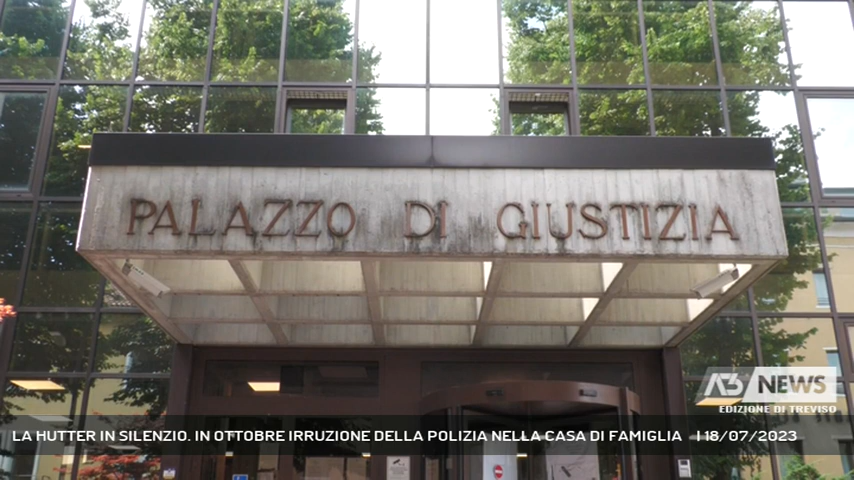 PALAZZO DI GIUSTIZIA
A3 NEWS
EDIZIONE DI TREVISO
LA HUTTER IN SILENZIO. IN OTTOBRE IRRUZIONE DELLA POLIZIA NELLA CASA DI FAMIGLIA | 18/07/2023